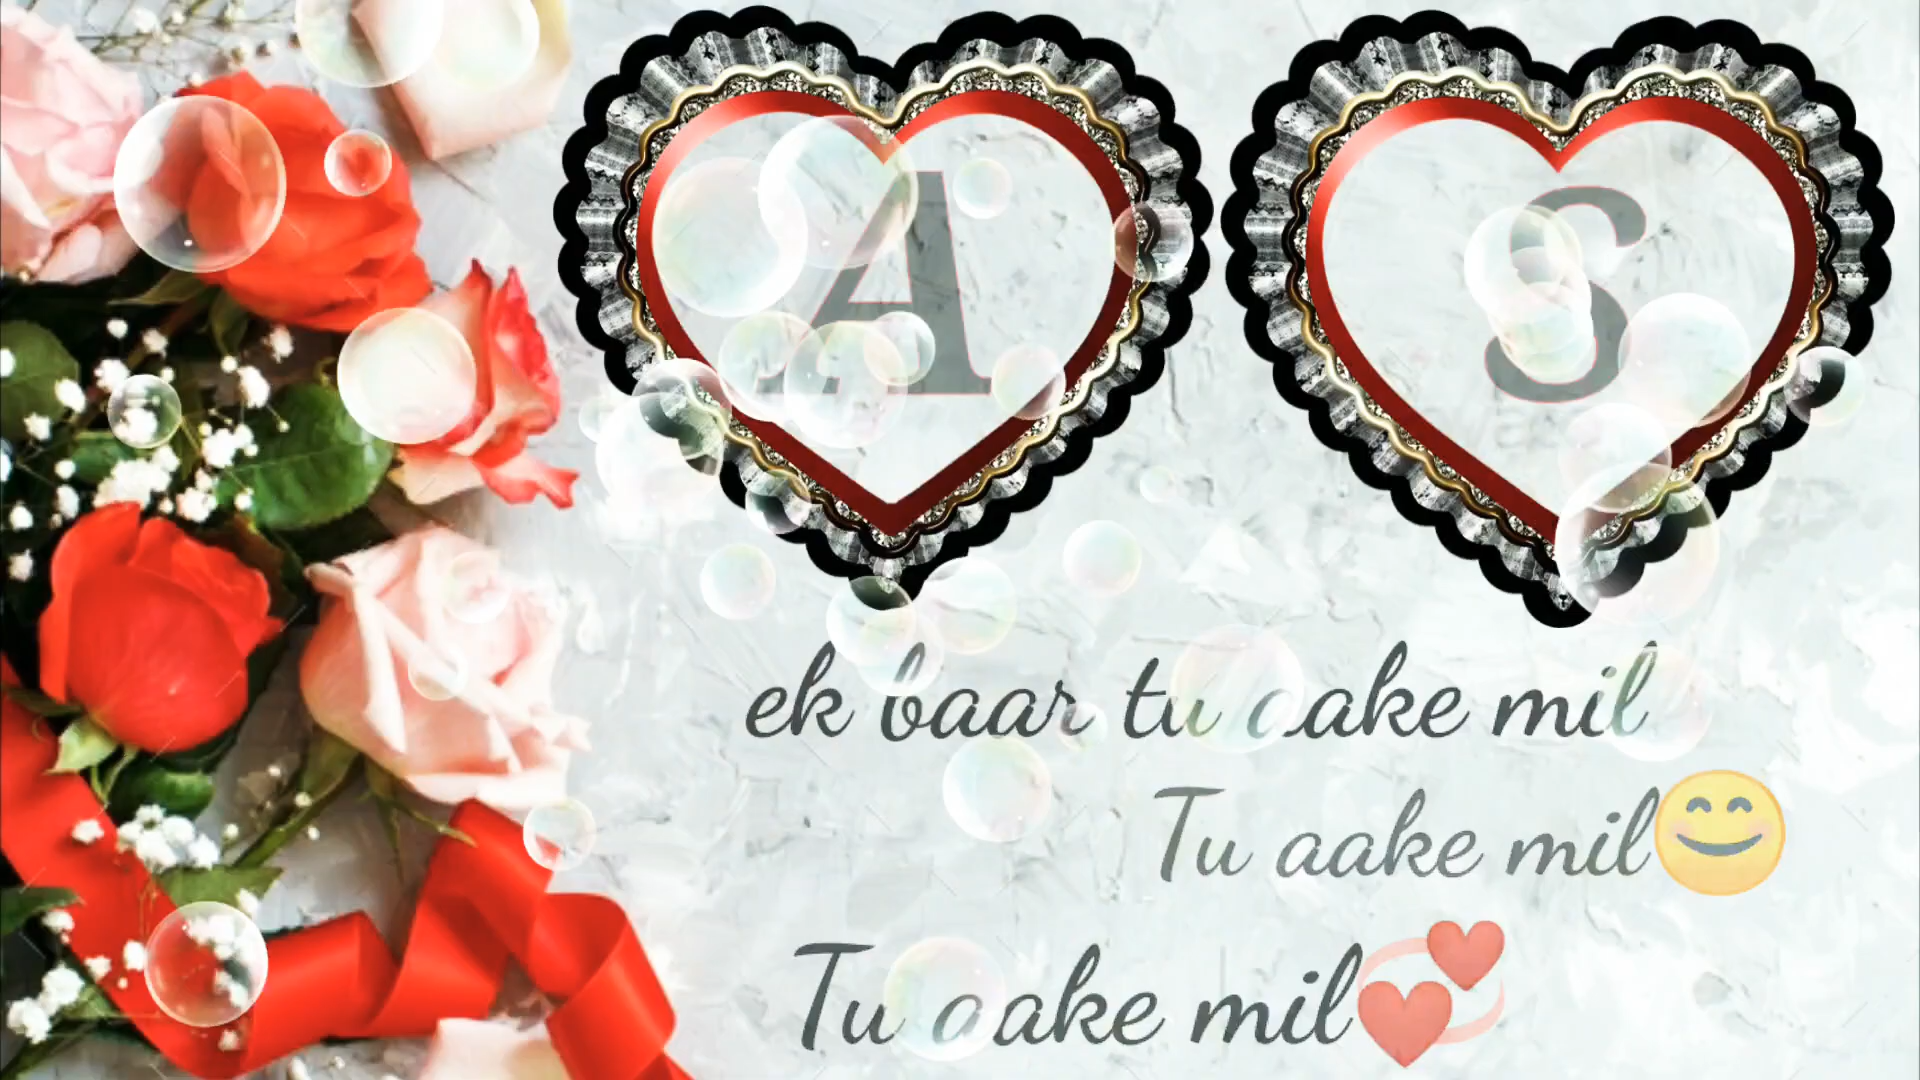 A S
ek baar tu aake mil
Tu aake mil😊
Tu aake mil💞